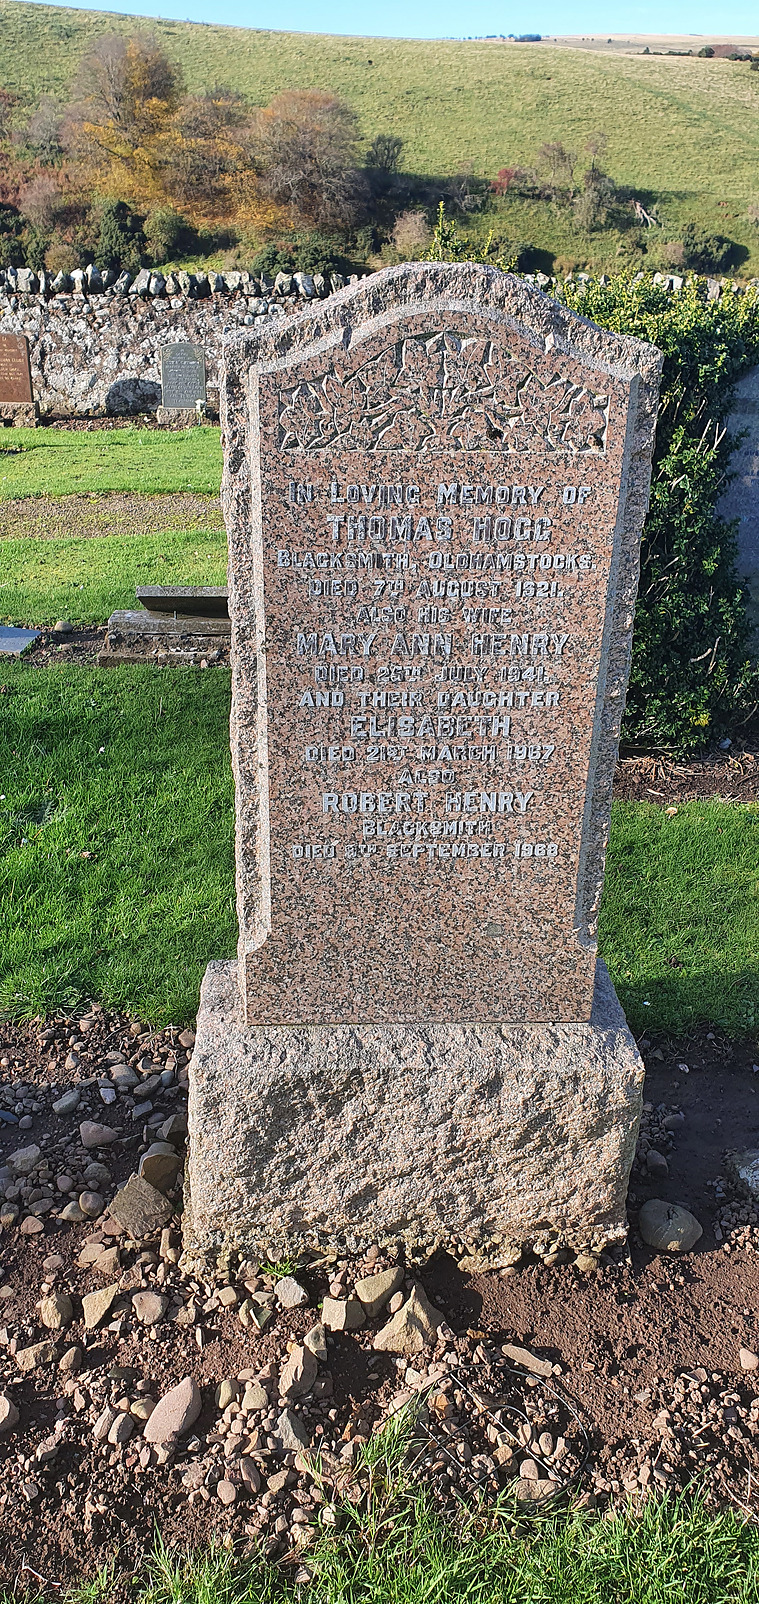 IN LOVING MEMORY OF
THOMAS HOGG
BLACKSMITH, OLDHAMSTOCKS.
DIED 7TH AUGUST 1921.
ALSO HIS WIFE
MARY ANN HENRY
DIED 25TH JULY 1941.
AND THEIR DAUGHTER
ELISABETH
DIED 21ST MARCH 1967
ALSO
ROBERT HENRY
BLACKSMITH
DIED 8TH SEPTEMBER 1968